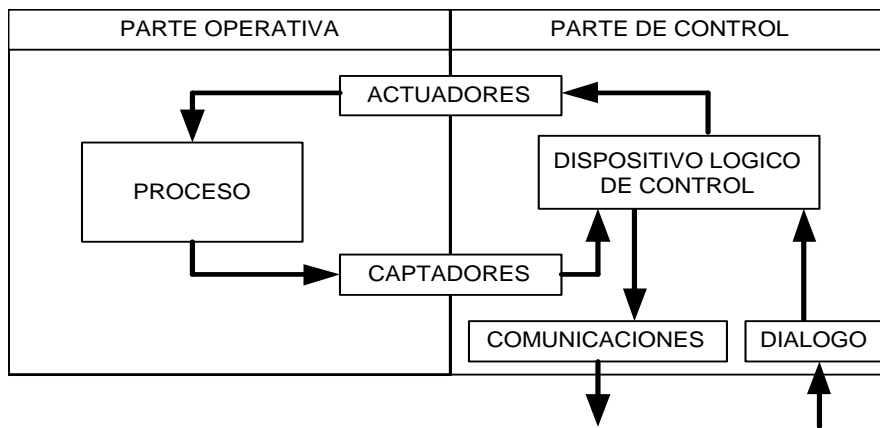 PARTE OPERATIVA
PARTE DE CONTROL
ACTUADORES
PROCESO
DISPOSITIVO LOGICO
DE CONTROL
CAPTADORES
COMUNICACIONES
DIALOGO